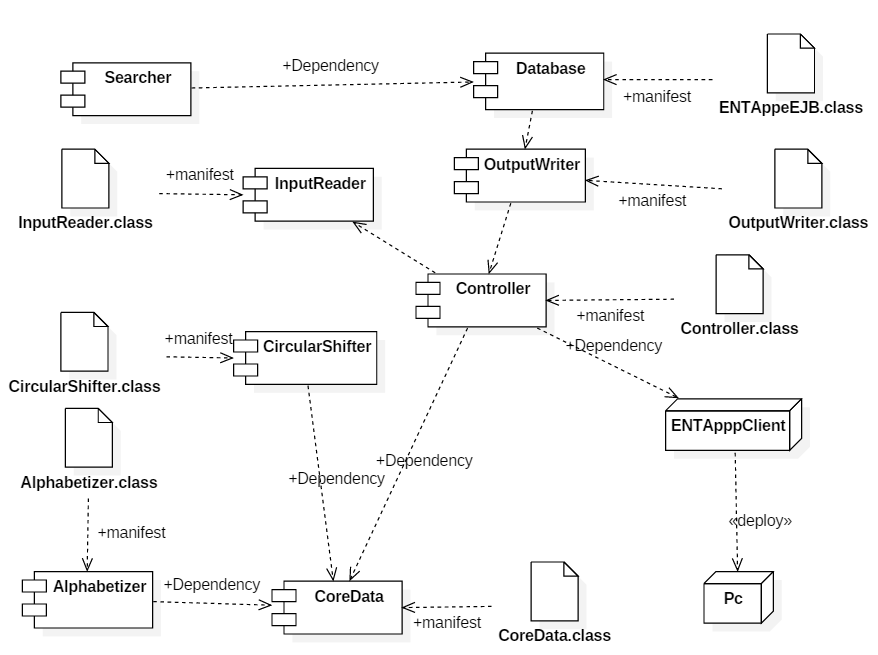 +Dependency
Searcher
Database
+manifest
ENTAppeEJB.class
+manifest
InputReader
OutputWriter
InputReader.class
+manifest
OutputWriter.class
Controller
+manifest
Controller.class
+manifest
CircularShifter
+Dependency
CircularShifter.class
ENTApppClient
+Dependency
+Dependency
Alphabetizer.class
+manifest
«deploy»
Alphabetizer
+Dependency
CoreData
Pc
+manifest
CoreData.class